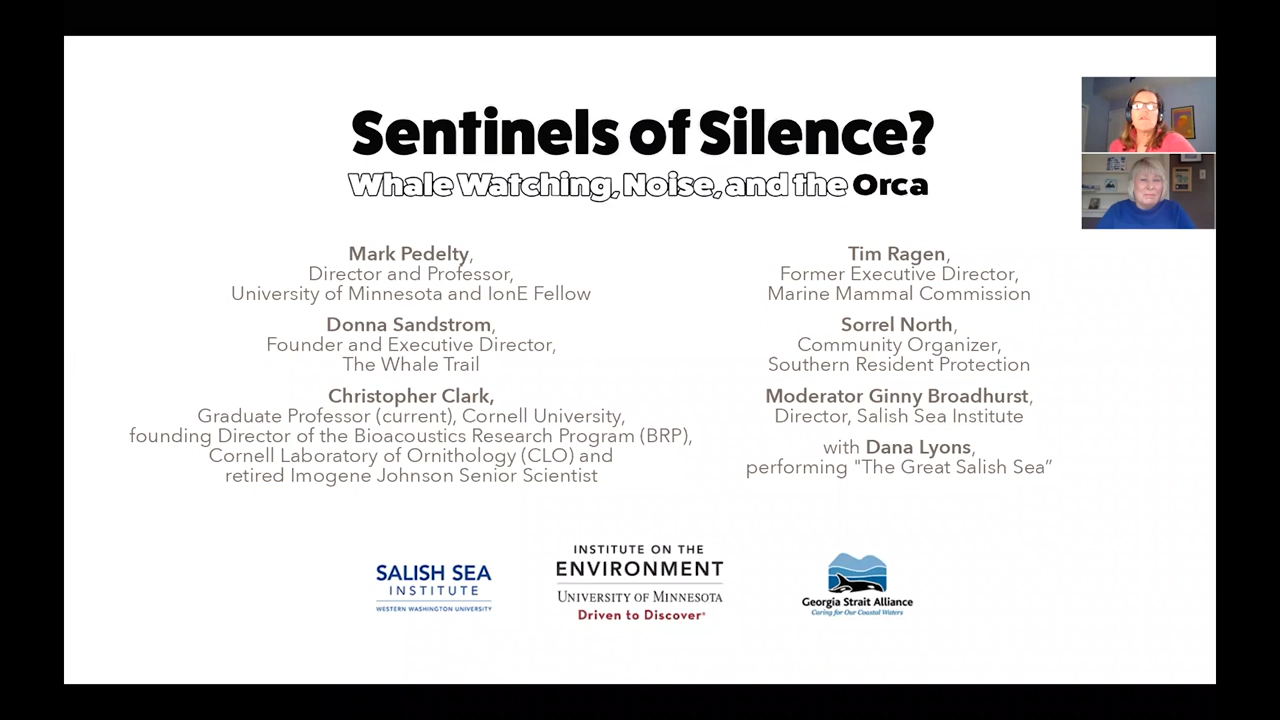 Sentinels of Silence?
Whale Watching, Noise, and the Orca
Mark Pedelty,
Director and Professor,
University of Minnesota and IonE Fellow
Donna Sandstrom,
Founder and Executive Director,
The Whale Trail
Christopher Clark,
Graduate Professor (current), Cornell University,
founding Director of the Bioacoustics Research Program (BRP),
Cornell Laboratory of Ornithology (CLO) and
retired Imogene Johnson Senior Scientist
Tim Ragen,
Former Executive Director,
Marine Mammal Commission
Sorrel North,
Community Organizer,
Southern Resident Protection
Moderator Ginny Broadhurst,
Director, Salish Sea Institute
with Dana Lyons,
performing "The Great Salish Sea”
SALISH SEA
INSTITUTE
WESTERN WASHINGTON UNIVERSITY
INSTITUTE ON THE
ENVIRONMENT
UNIVERSITY OF MINNESOTA
Driven to Discover®
Georgia Strait Alliance
Caring for Our Coastal Waters